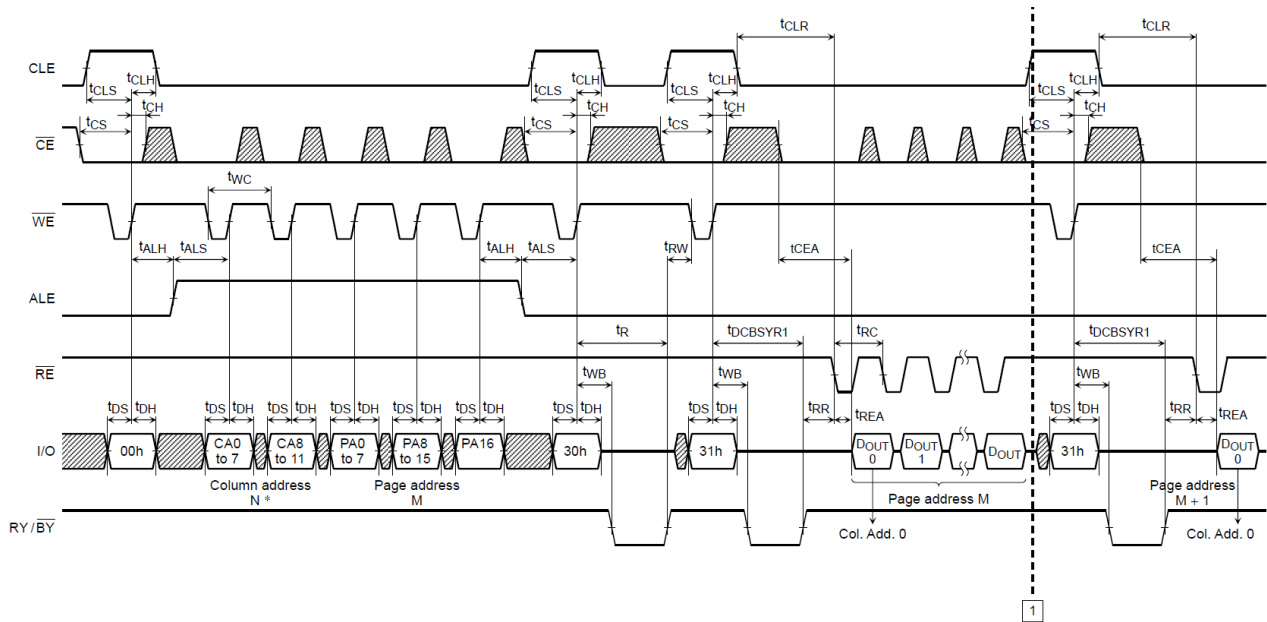 tCLR tCLR
CLE
tCLS tCLH tCLS tCLH tCLS tCLH tCLS tCLH
tCS tCH tCS tCH tCS tCH tCS tCH
CE
tWC
WE
tALH tALS tALH tALS tRW tCEA tCEA
ALE
tR tDCBSYR1 tRC tDCBSYR1
RE
tWB tWB tWB
tDS tDH tDS tDH tDS tDH tDS tDH tDS tDH tDS tDH tDS tDH tDS tDH tRR tREA tDS tDH tRR tREA
I/O
00h
CA0
to 7
CA8
to 11
PA0
to 7
PA8
to 15
PA16
30h
31h
DOUT
0
DOUT
1
DOUT
31h
DOUT
0
Column address
N *
Page address
M
Page address M
Page address
M + 1
RY/BY
Col. Add. 0
Col. Add. 0
1